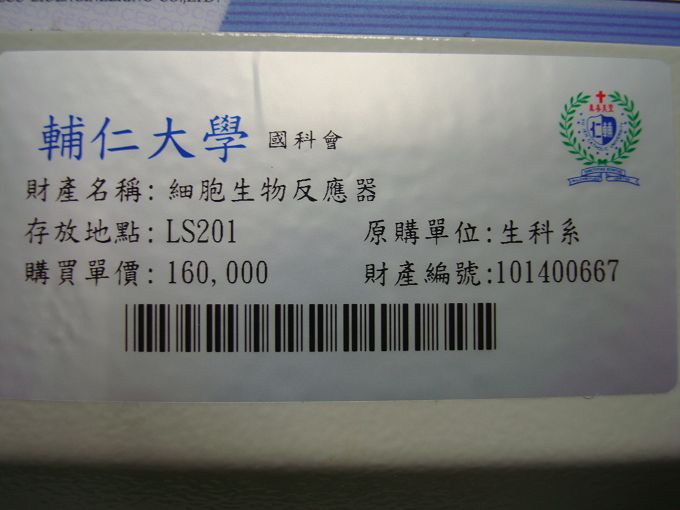 輔仁大學 國科會
財產名稱: 細胞生物反應器
存放地點: LS201 原購單位:生科系
購買單價: 160,000 財產編號:101400667